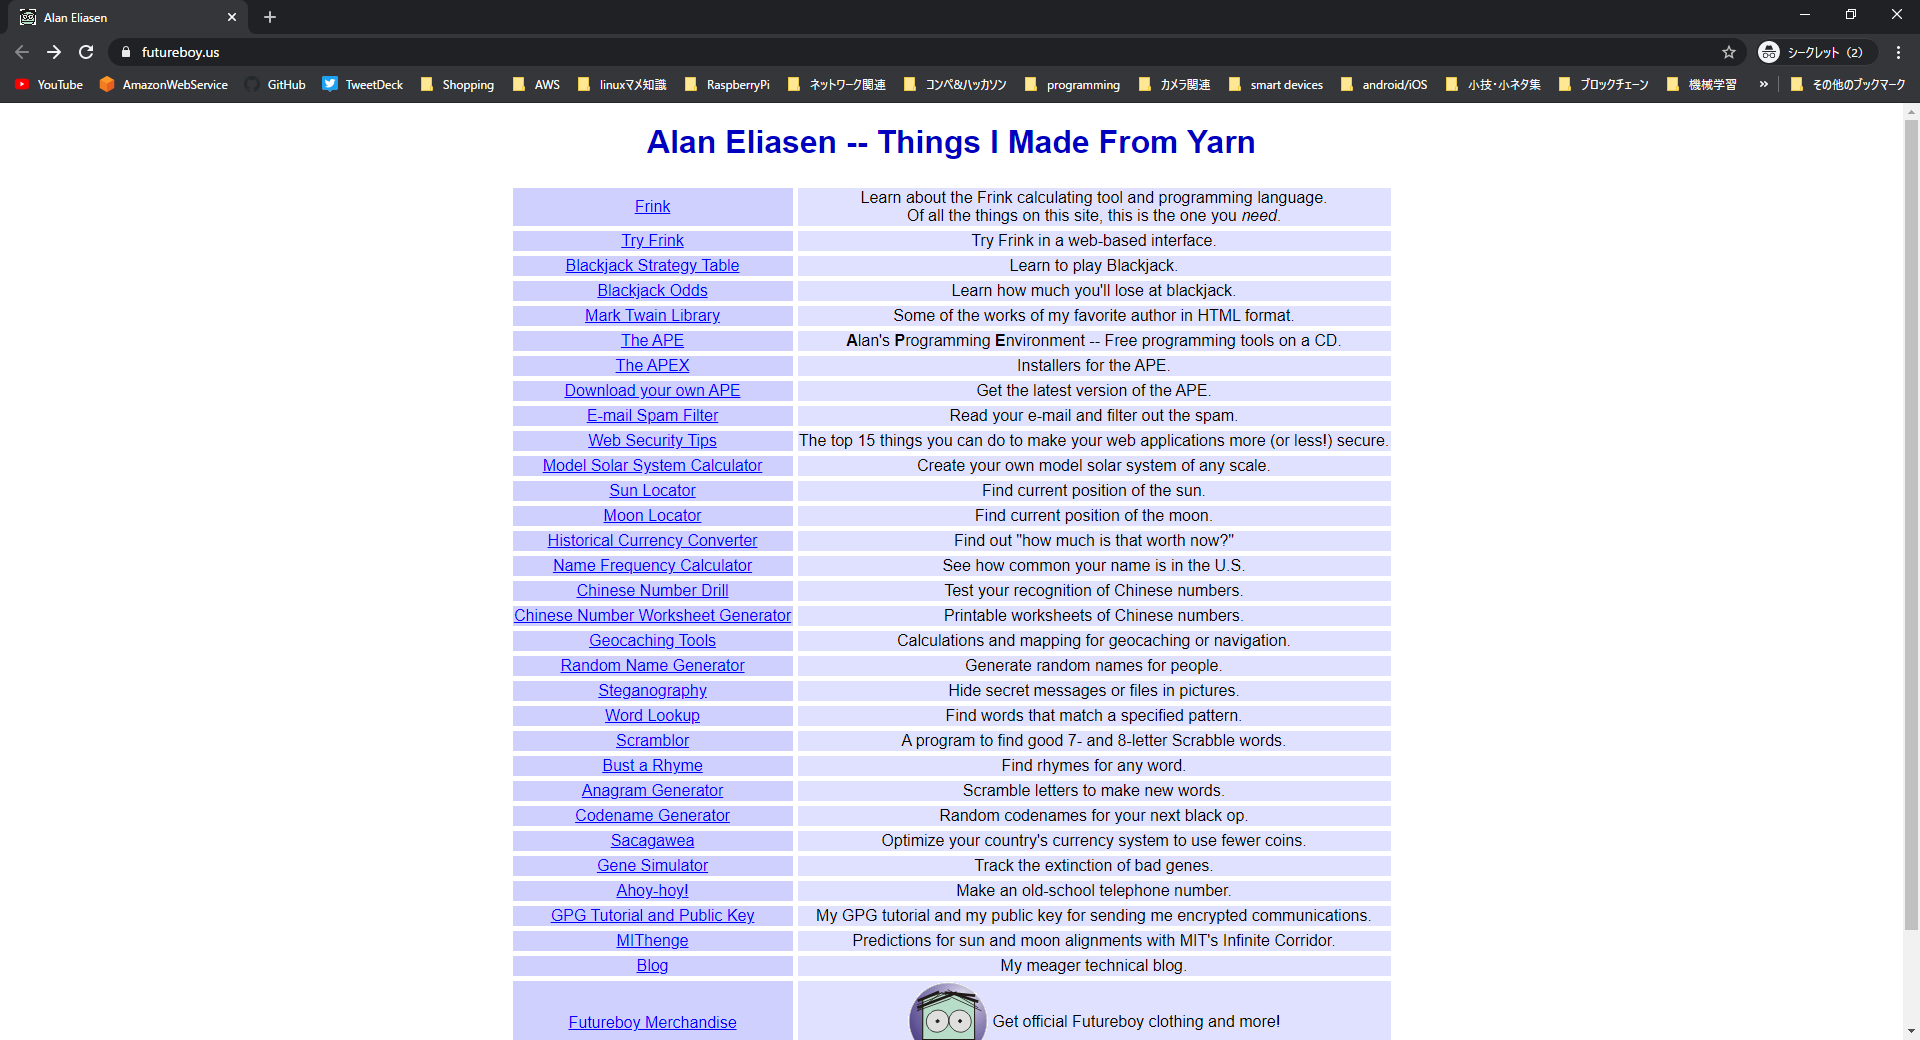 Alan Eliasen
futureboy.us
シークレット (2)
YouTube AmazonWebService GitHub TweetDeck Shopping AWS linuxマメ知識 RaspberryPi ネットワーク関連 コンペ&ハッカソン programming カメラ関連 smart devices android/iOS 小技・小ネタ集 ブロックチェーン 機械学習 » その他のブックマーク
Alan Eliasen -- Things I Made From Yarn
Frink Learn about the Frink calculating tool and programming language.
Of all the things on this site, this is the one you need.
Try Frink Try Frink in a web-based interface.
Blackjack Strategy Table Learn to play Blackjack.
Blackjack Odds Learn how much you'll lose at blackjack.
Mark Twain Library Some of the works of my favorite author in HTML format.
The APE Alan's Programming Environment -- Free programming tools on a CD.
The APEX Installers for the APE.
Download your own APE Get the latest version of the APE.
E-mail Spam Filter Read your e-mail and filter out the spam.
Web Security Tips The top 15 things you can do to make your web applications more (or less!) secure.
Model Solar System Calculator Create your own model solar system of any scale.
Sun Locator Find current position of the sun.
Moon Locator Find current position of the moon.
Historical Currency Converter Find out "how much is that worth now?"
Name Frequency Calculator See how common your name is in the U.S.
Chinese Number Drill Test your recognition of Chinese numbers.
Chinese Number Worksheet Generator Printable worksheets of Chinese numbers.
Geocaching Tools Calculations and mapping for geocaching or navigation.
Random Name Generator Generate random names for people.
Steganography Hide secret messages or files in pictures.
Word Lookup Find words that match a specified pattern.
Scramblor A program to find good 7- and 8-letter Scrabble words.
Bust a Rhyme Find rhymes for any word.
Anagram Generator Scramble letters to make new words.
Codename Generator Random codenames for your next black op.
Sacagawea Optimize your country's currency system to use fewer coins.
Gene Simulator Track the extinction of bad genes.
Ahoy-hoy! Make an old-school telephone number.
GPG Tutorial and Public Key My GPG tutorial and my public key for sending me encrypted communications.
MIThenge Predictions for sun and moon alignments with MIT's Infinite Corridor.
Blog My meager technical blog.
Futureboy Merchandise Get official Futureboy clothing and more!